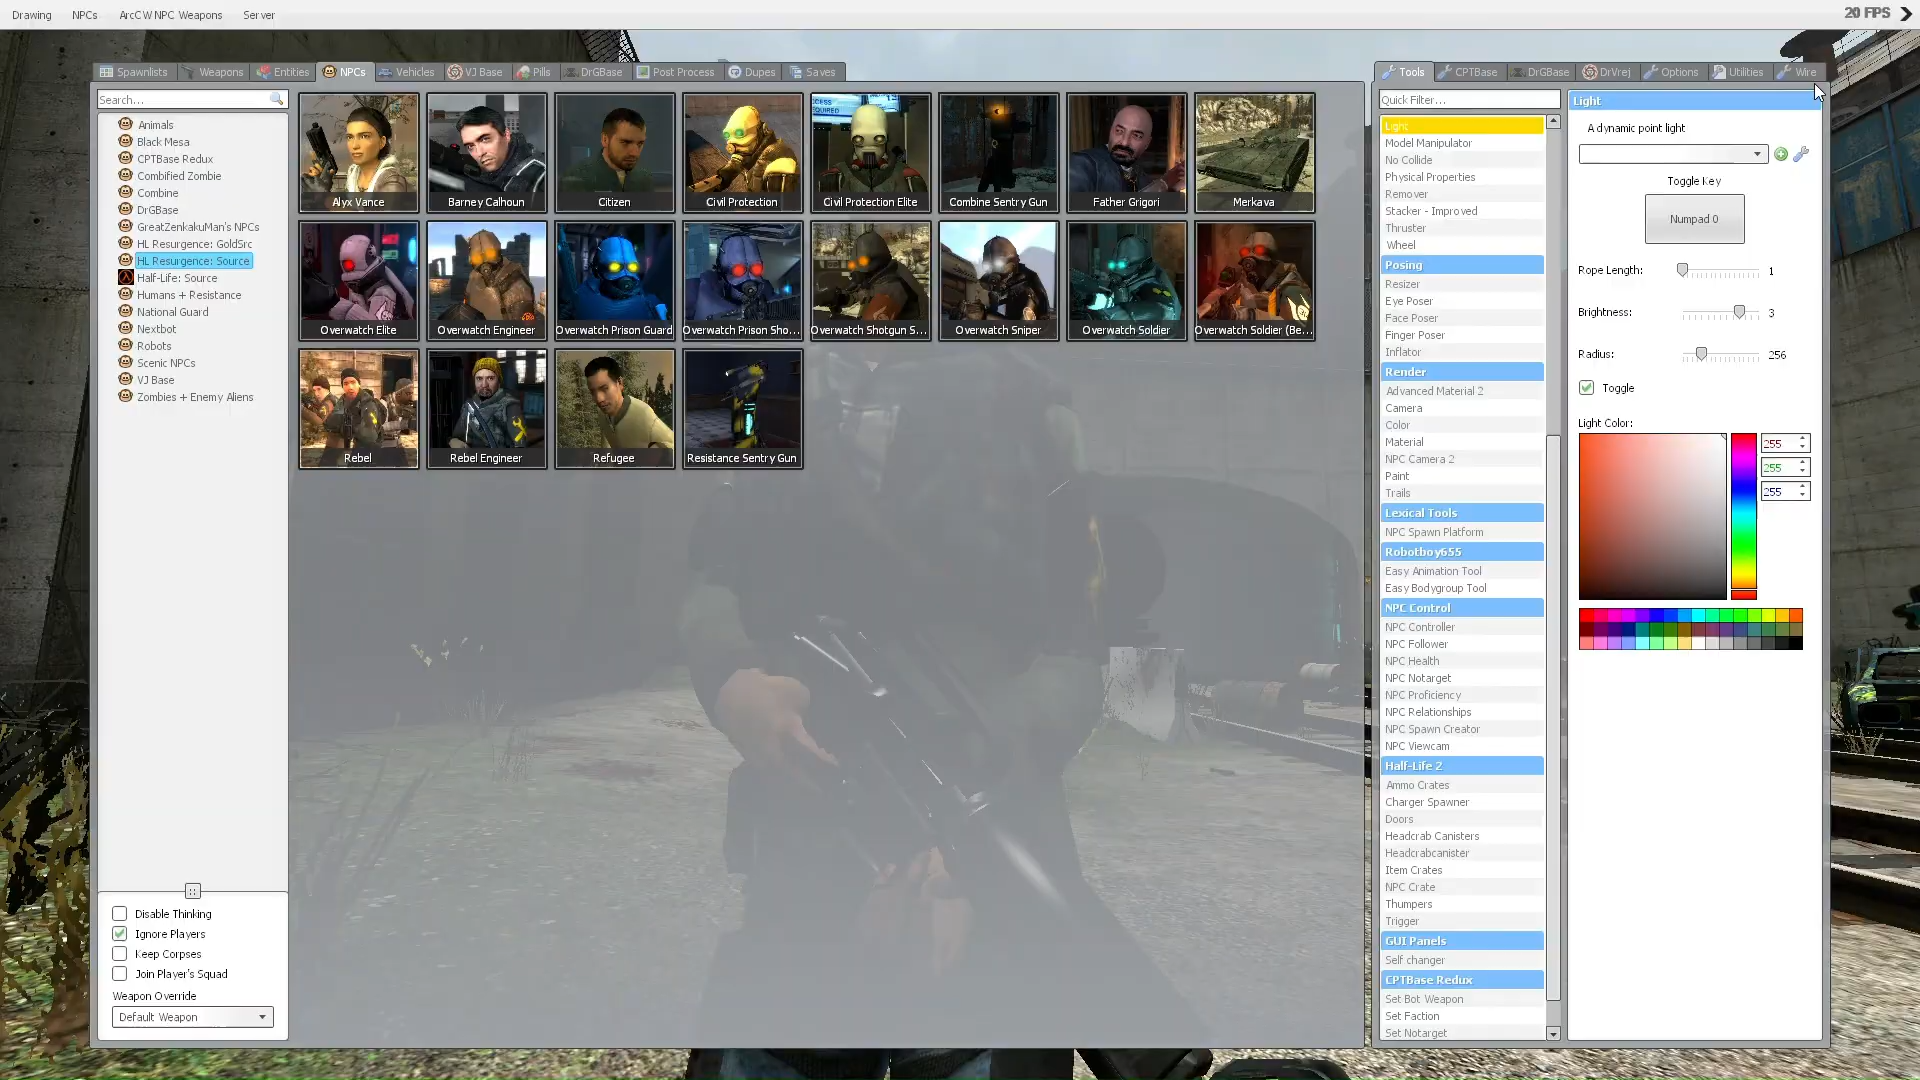 Drawing NPCs ArcCW NPC Weapons Server 20 FPS
Spawnlists Weapons Entities NPCs Vehicles VJ Base Pills DrGBase Post Process Dupes Saves
Search...
Animals
Black Mesa
CPTBase Redux
Combified Zombie
Combine
DrGBase
GreatZenkakuMan's NPCs
HL Resurgence: GoldSrc
HL Resurgence: Source
Half-Life: Source
Humans + Resistance
National Guard
Nextbot
Robots
Scenic NPCs
VJ Base
Zombies + Enemy Aliens
Disable Thinking
Ignore Players
Keep Corpses
Join Player's Squad
Weapon Override
Default Weapon
Alyx Vance Barney Calhoun Citizen Civil Protection Civil Protection Elite Combine Sentry Gun Father Grigori Merkava
Overwatch Elite Overwatch Engineer Overwatch Prison Guard Overwatch Prison Sho... Overwatch Shotgun S... Overwatch Sniper Overwatch Soldier Overwatch Soldier (Be...
Rebel Rebel Engineer Refugee Resistance Sentry Gun
Tools CPTBase DrGBase DrVrej Options Utilities Wire
Quick Filter...
Light
Model Manipulator
No Collide
Physical Properties
Remover
Stacker - Improved
Thruster
Wheel
Posing
Resizer
Eye Poser
Face Poser
Finger Poser
Inflator
Render
Advanced Material 2
Camera
Color
Material
NPC Camera 2
Paint
Trails
Lexical Tools
NPC Spawn Platform
Robotboy655
Easy Animation Tool
Easy Bodygroup Tool
NPC Control
NPC Controller
NPC Follower
NPC Health
NPC Notarget
NPC Proficiency
NPC Relationships
NPC Spawn Creator
NPC Viewcam
Half-Life 2
Ammo Crates
Charger Spawner
Doors
Headcrab Canisters
Headcrabcanister
Item Crates
NPC Crate
Thumpers
Trigger
GUI Panels
Self changer
CPTBase Redux
Set Bot Weapon
Set Faction
Set Notarget
Light
A dynamic point light
Toggle Key
Numpad 0
Rope Length: 1
Brightness: 3
Radius: 256
Toggle
Light Color:
255
255
255